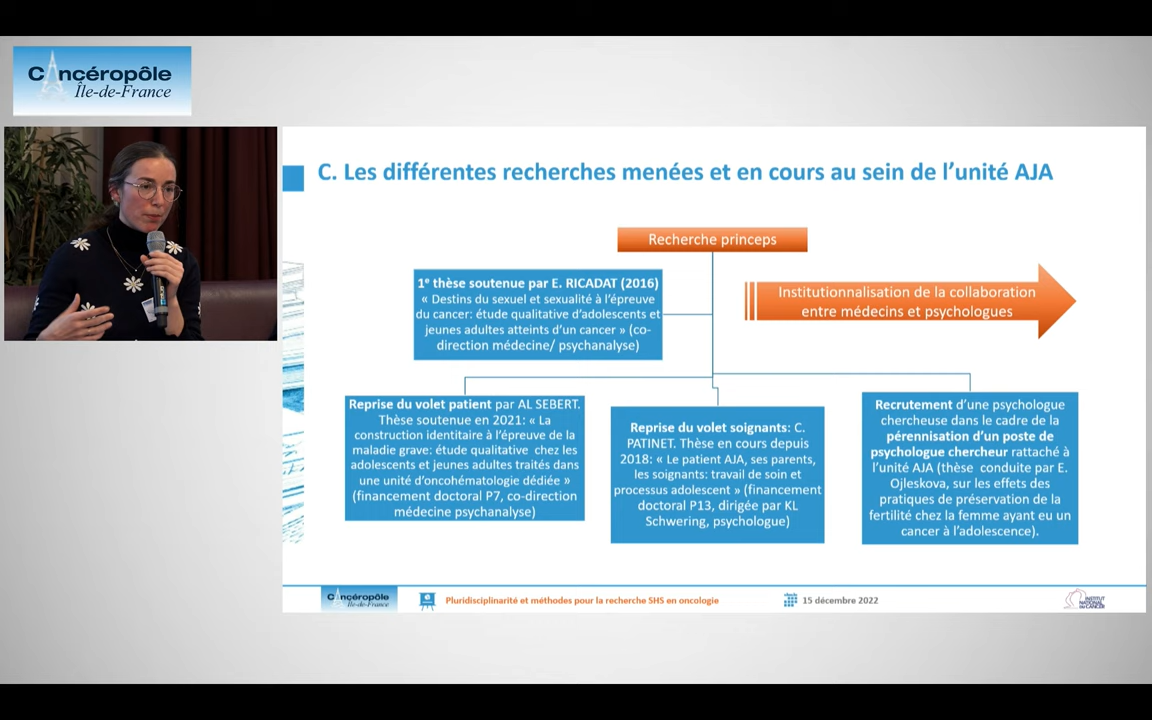 Cancéropôle
Île-de-France
C. Les différentes recherches menées et en cours au sein de l’unité AJA
Recherche princeps
1e thèse soutenue par E. RICADAT (2016)
« Destins du sexuel et sexualité à l’épreuve
du cancer: étude qualitative d’adolescents et
jeunes adultes atteints d’un cancer » (co-
direction médecine/ psychanalyse)
Institutionnalisation de la collaboration
entre médecins et psychologues
Reprise du volet patient par AL SEBERT.
Thèse soutenue en 2021: « La
construction identitaire à l’épreuve de la
maladie grave: étude qualitative chez les
adolescents et jeunes adultes traités dans
une unité d’oncohématologie dédiée »
(financement doctoral P7, co-direction
médecine psychanalyse)
Reprise du volet soignants: C.
PATINET. Thèse en cours depuis
2018: « Le patient AJA, ses parents,
les soignants: travail de soin et
processus adolescent » (financement
doctoral P13, dirigée par KL
Schwering, psychologue)
Recrutement d’une psychologue
chercheuse dans le cadre de la
pérennisation d’un poste de
psychologue chercheur rattaché à
l’unité AJA (thèse conduite par E.
Ojleskova, sur les effets des
pratiques de préservation de la
fertilité chez la femme ayant eu un
cancer à l’adolescence).
Cancéropôle
Île-de-France
Pluridisciplinarité et méthodes pour la recherche SHS en oncologie
15 décembre 2022
INSTITUT
NATIONAL
DU CANCER